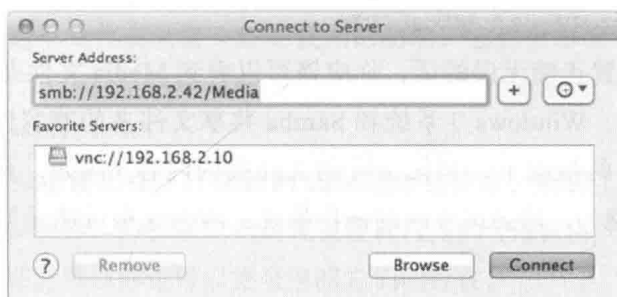 Connect to Server
Server Address:
smb://192.168.2.42/Media
+
Favorite Servers:
vnc://192.168.2.10
?
Remove
Browse
Connect